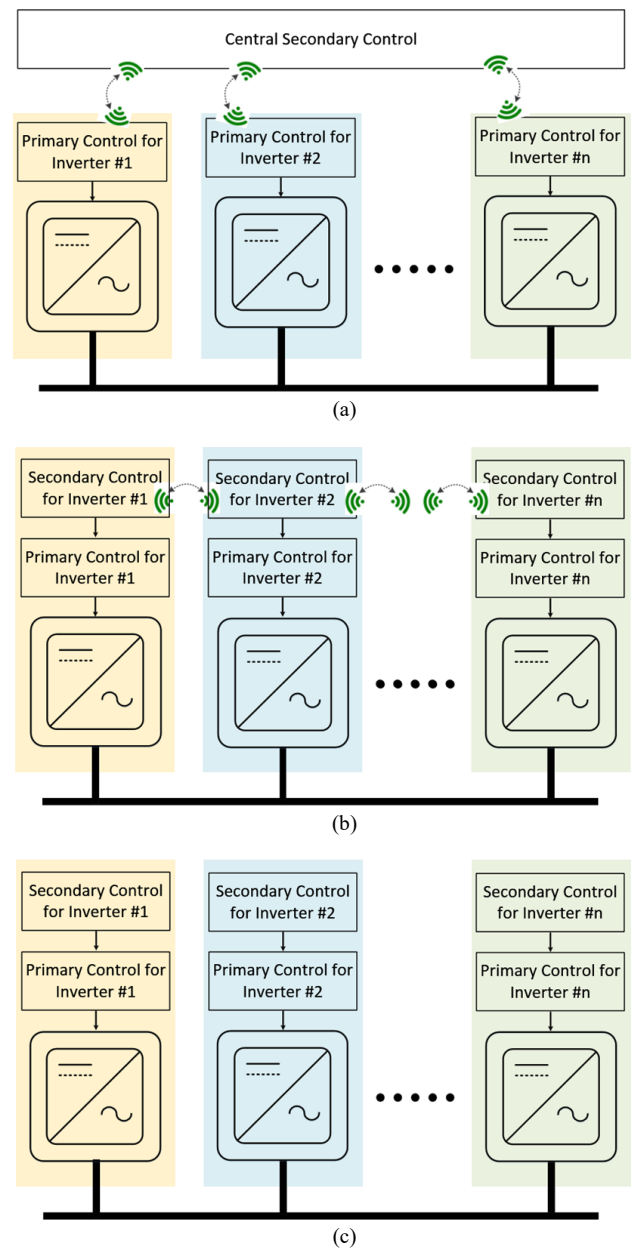 Central Secondary Control
Primary Control for
Inverter #1
Primary Control for
Inverter #2
Primary Control for
Inverter #n
(a)
Secondary Control
for Inverter #1
Secondary Control
for Inverter #2
Secondary Control
for Inverter #n
Primary Control for
Inverter #1
Primary Control for
Inverter #2
Primary Control for
Inverter #n
(b)
Secondary Control
for Inverter #1
Secondary Control
for Inverter #2
Secondary Control
for Inverter #n
Primary Control for
Inverter #1
Primary Control for
Inverter #2
Primary Control for
Inverter #n
(c)